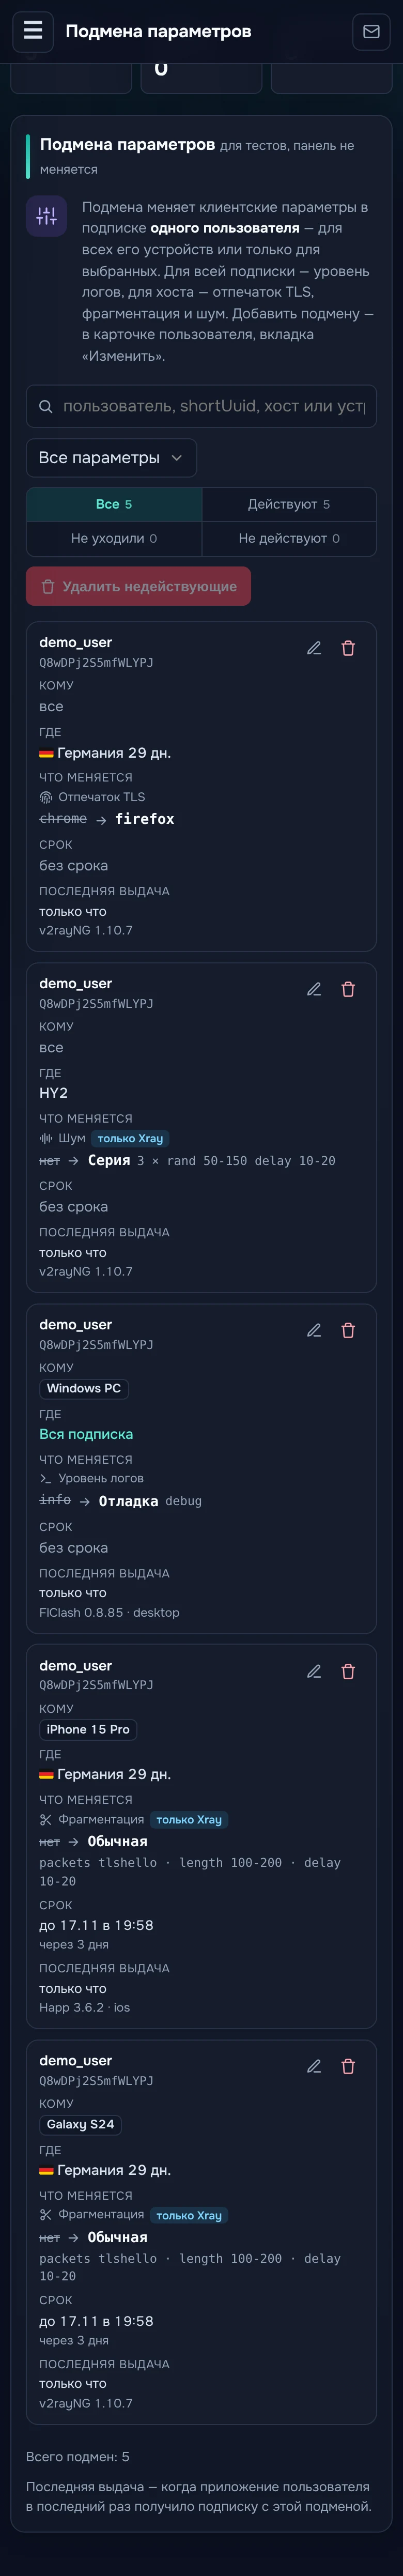 Подмена параметров
0
Подмена параметров для тестов, панель не
меняется
Подмена меняет клиентские параметры в
подписке одного пользователя — для
всех его устройств или только для
выбранных. Для всей подписки — уровень
логов, для хоста — отпечаток TLS,
фрагментация и шум. Добавить подмену —
в карточке пользователя, вкладка
«Изменить».
пользователь, shortUuid, хост или уст
Все параметры
Все 5
Действуют 5
Не уходили 0
Не действуют 0
Удалить недействующие
demo_user
Q8wDPj2S5mfWLYPJ
КОМУ
все
ГДЕ
Германия 29 дн.
ЧТО МЕНЯЕТСЯ
Отпечаток TLS
chrome → firefox
СРОК
без срока
ПОСЛЕДНЯЯ ВЫДАЧА
только что
v2rayNG 1.10.7
demo_user
Q8wDPj2S5mfWLYPJ
КОМУ
все
ГДЕ
HY2
ЧТО МЕНЯЕТСЯ
Шум только Xray
нет → Серия 3 × rand 50-150 delay 10-20
СРОК
без срока
ПОСЛЕДНЯЯ ВЫДАЧА
только что
v2rayNG 1.10.7
demo_user
Q8wDPj2S5mfWLYPJ
КОМУ
Windows PC
ГДЕ
Вся подписка
ЧТО МЕНЯЕТСЯ
Уровень логов
info → Отладка debug
СРОК
без срока
ПОСЛЕДНЯЯ ВЫДАЧА
только что
FlClash 0.8.85 · desktop
demo_user
Q8wDPj2S5mfWLYPJ
КОМУ
iPhone 15 Pro
ГДЕ
Германия 29 дн.
ЧТО МЕНЯЕТСЯ
Фрагментация только Xray
нет → Обычная
packets tlshello · length 100-200 · delay
10-20
СРОК
до 17.11 в 19:58
через 3 дня
ПОСЛЕДНЯЯ ВЫДАЧА
только что
Happ 3.6.2 · ios
demo_user
Q8wDPj2S5mfWLYPJ
КОМУ
Galaxy S24
ГДЕ
Германия 29 дн.
ЧТО МЕНЯЕТСЯ
Фрагментация только Xray
нет → Обычная
packets tlshello · length 100-200 · delay
10-20
СРОК
до 17.11 в 19:58
через 3 дня
ПОСЛЕДНЯЯ ВЫДАЧА
только что
v2rayNG 1.10.7
Всего подмен: 5
Последняя выдача — когда приложение пользователя
в последний раз получило подписку с этой подменой.